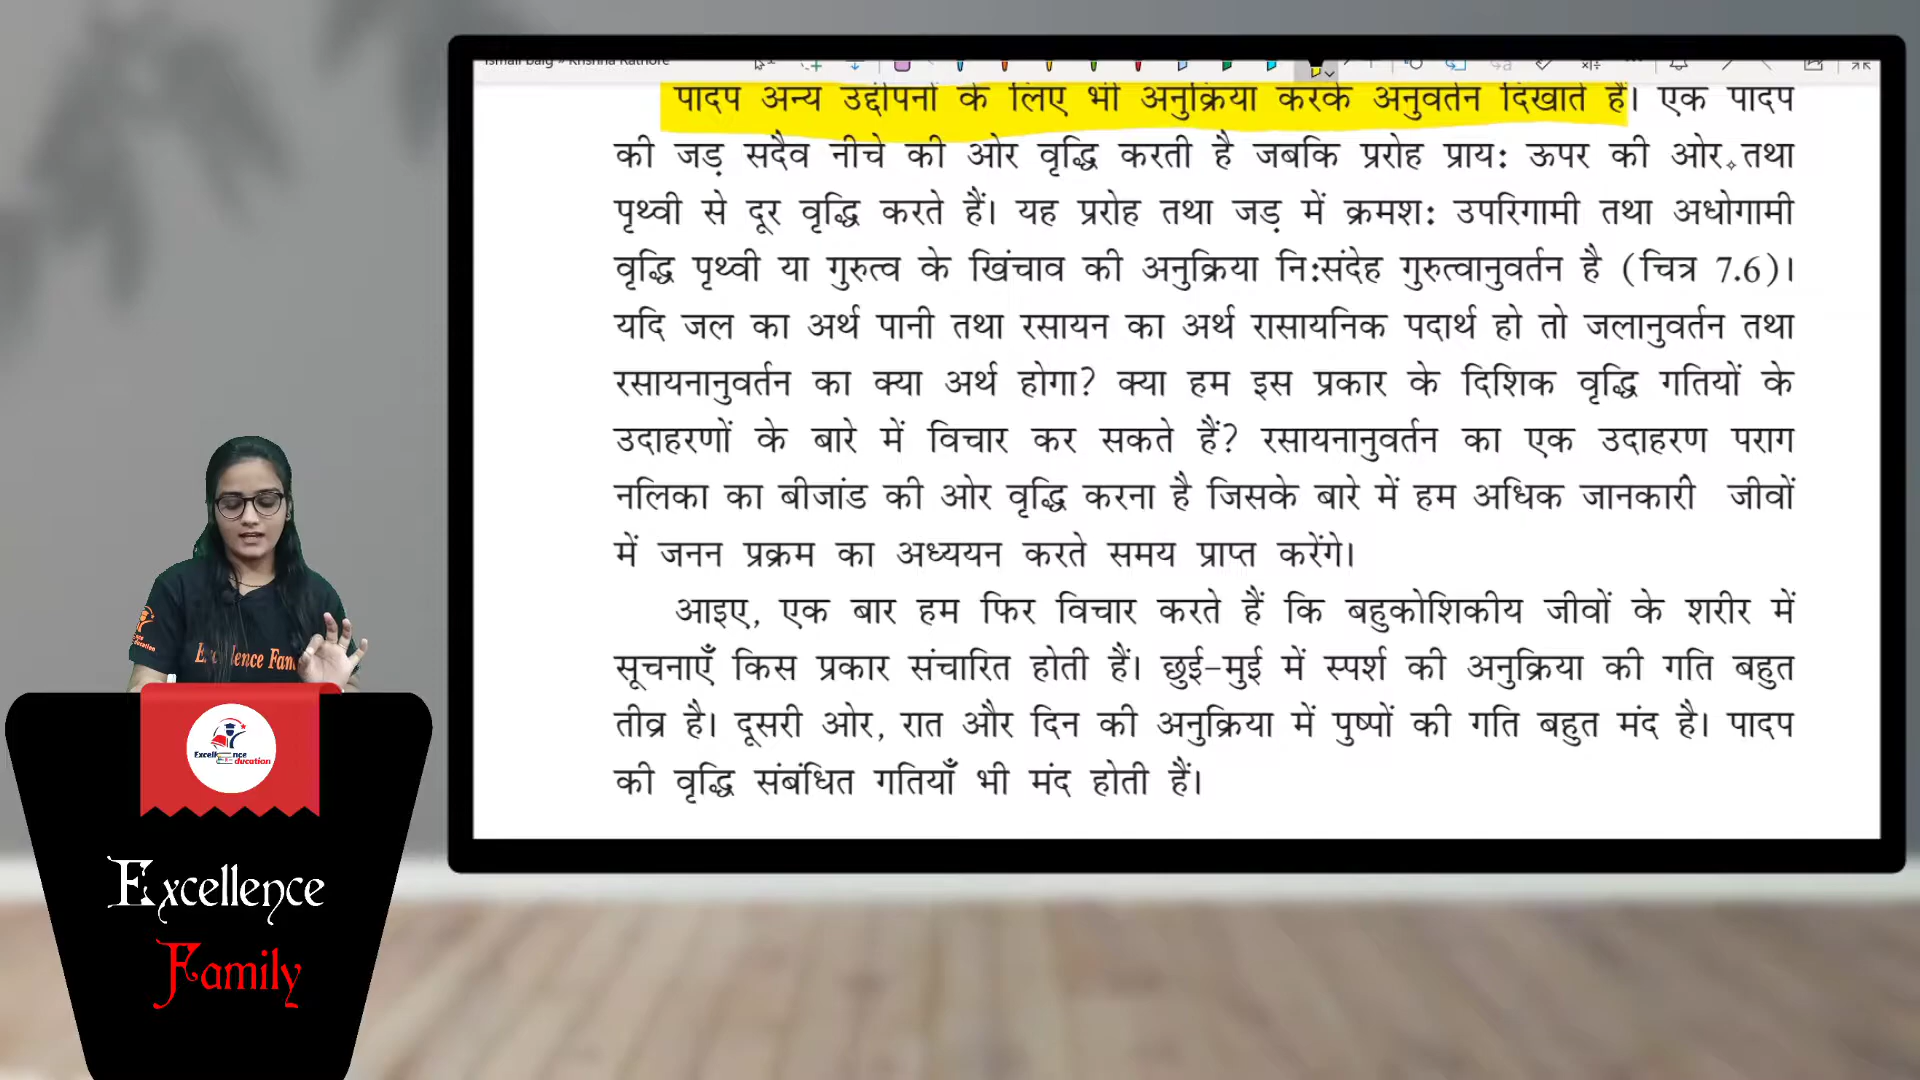 पादप अन्य उद्दीपनों के लिए भी अनुक्रिया करके अनुवर्तन दिखाते हैं। एक पादप
की जड़ सदैव नीचे की ओर वृद्धि करती है जबकि प्ररोह प्राय: ऊपर की ओर तथा
पृथ्वी से दूर वृद्धि करते हैं। यह प्ररोह तथा जड़ में क्रमश: उपरिगामी तथा अधोगामी
वृद्धि पृथ्वी या गुरुत्व के खिंचाव की अनुक्रिया नि:संदेह गुरुत्वानुवर्तन है (चित्र 7.6)।
यदि जल का अर्थ पानी तथा रसायन का अर्थ रासायनिक पदार्थ हो तो जलानुवर्तन तथा
रसायनानुवर्तन का क्या अर्थ होगा? क्या हम इस प्रकार के दिशिक वृद्धि गतियों के
उदाहरणों के बारे में विचार कर सकते हैं? रसायनानुवर्तन का एक उदाहरण पराग
नलिका का बीजांड की ओर वृद्धि करना है जिसके बारे में हम अधिक जानकारी जीवों
में जनन प्रक्रम का अध्ययन करते समय प्राप्त करेंगे।
आइए, एक बार हम फिर विचार करते हैं कि बहुकोशिकीय जीवों के शरीर में
सूचनाएँ किस प्रकार संचारित होती हैं। छुई-मुई में स्पर्श की अनुक्रिया की गति बहुत
तीव्र है। दूसरी ओर, रात और दिन की अनुक्रिया में पुष्पों की गति बहुत मंद है। पादप
की वृद्धि संबंधित गतियाँ भी मंद होती हैं।
Excellence
Family